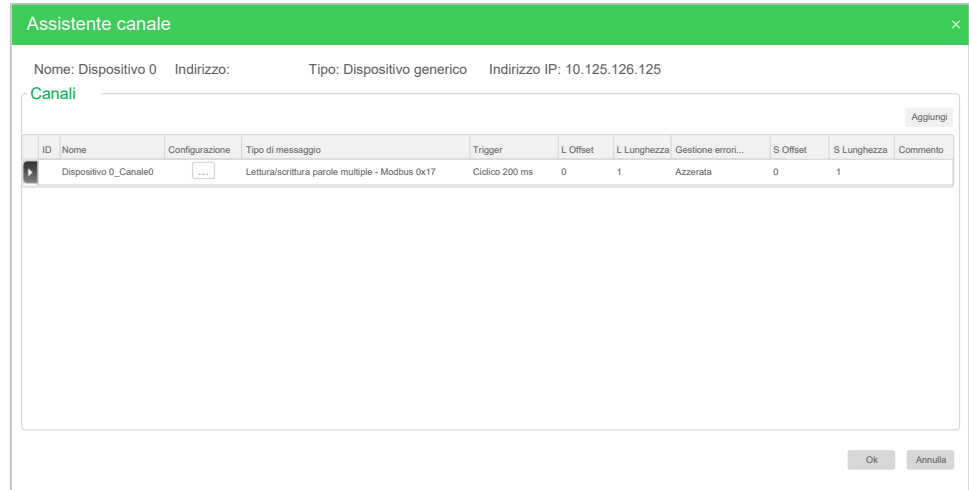 Assistente canale ×
Nome: Dispositivo 0 Indirizzo: Tipo: Dispositivo generico Indirizzo IP: 10.125.126.125
Canali
Aggiungi
ID Nome Configurazione Tipo di messaggio Trigger L Offset L Lunghezza Gestione errori... S Offset S Lunghezza Commento
Dispositivo 0_Canale0 ... Lettura/scrittura parole multiple - Modbus 0x17 Ciclico 200 ms 0 1 Azzerata 0 1
Ok Annulla